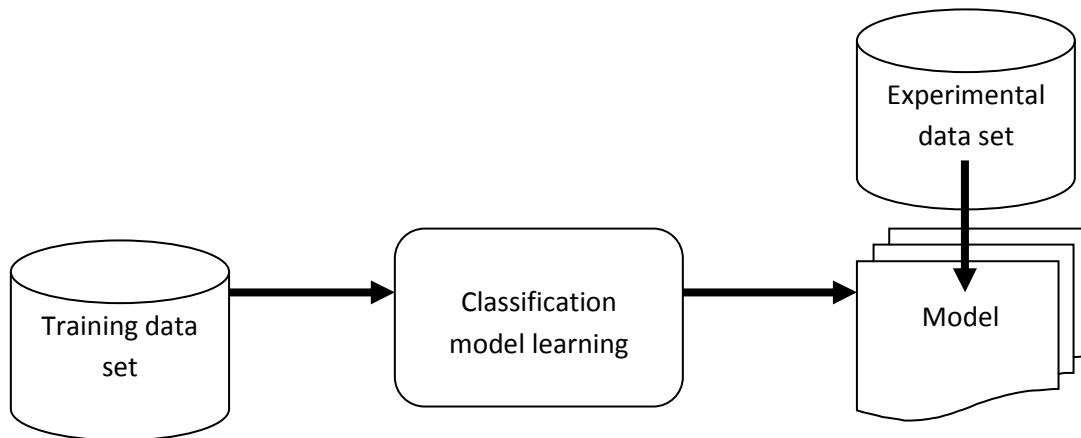 Experimental
data set
Training data
set
Classification
model learning
Model